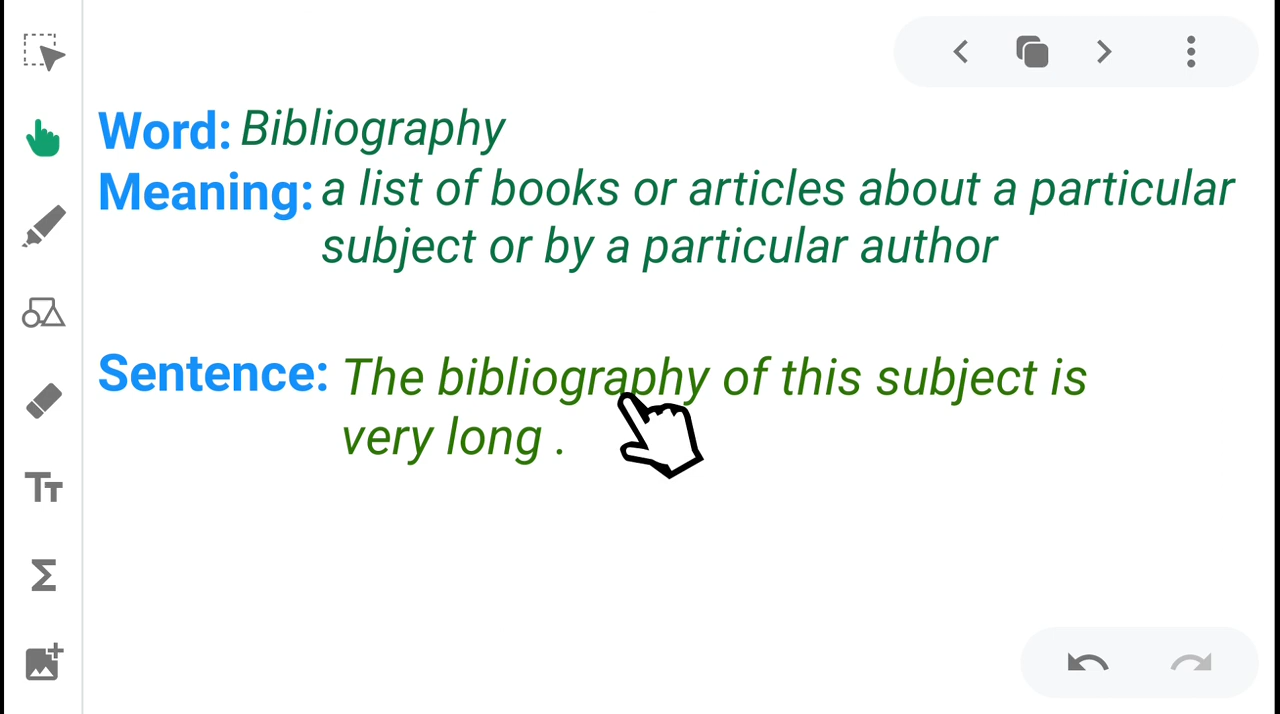 Word: Bibliography
Meaning: a list of books or articles about a particular
subject or by a particular author
Sentence: The bibliography of this subject is
very long .